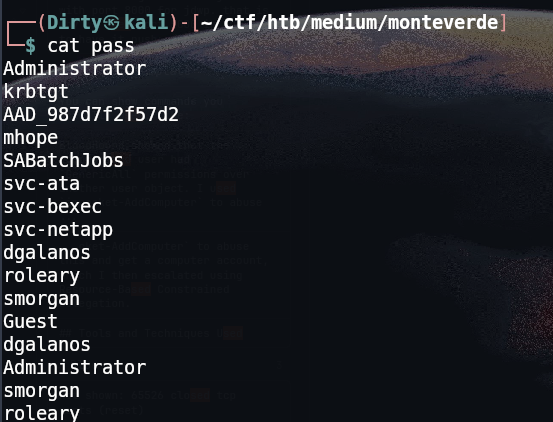 ┌──(Dirty㉿kali)-[~/ctf/htb/medium/monteverde]
└─$ cat pass
Administrator
krbtgt
AAD_987d7f2f57d2
mhope
SABatchJobs
svc-ata
svc-bexec
svc-netapp
dgalanos
roleary
smorgan
Guest
dgalanos
Administrator
smorgan
roleary